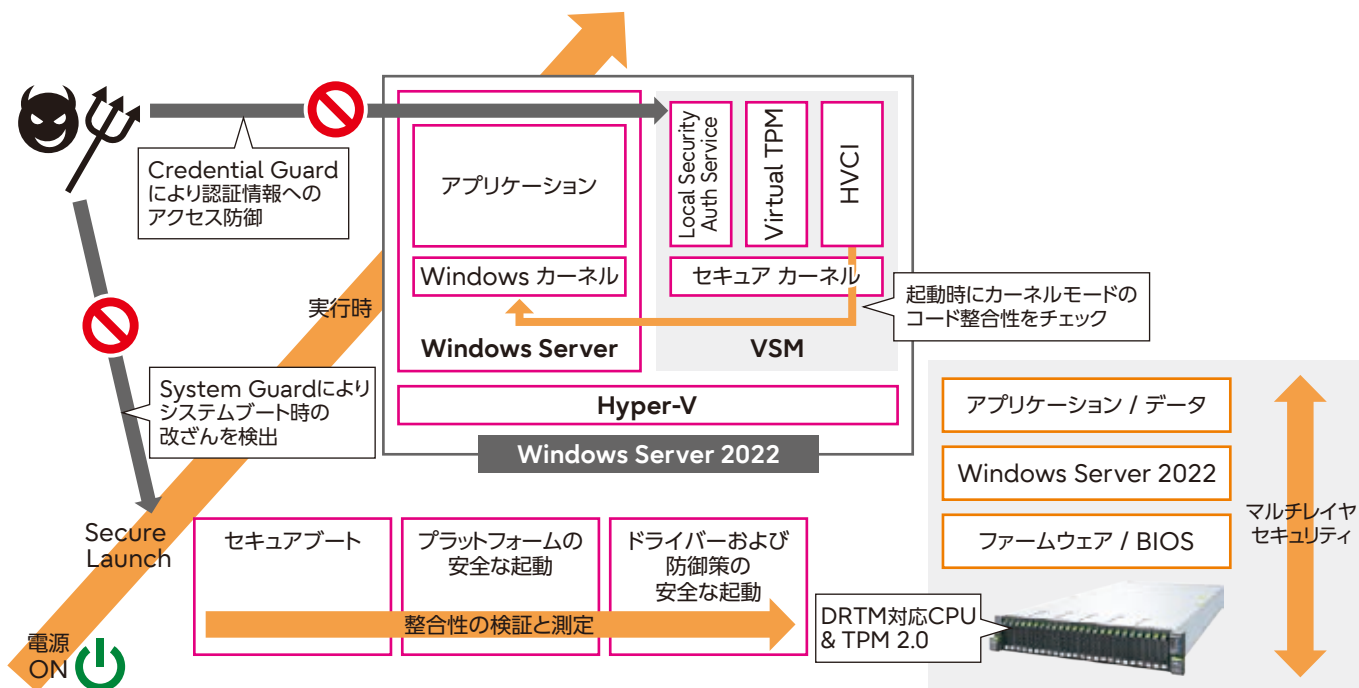 Credential Guard
により認証情報への
アクセス防御
アプリケーション
Windows カーネル
Windows Server
Local Security
Auth Service
Virtual TPM
HVCI
セキュア カーネル
VSM
起動時にカーネルモードの
コード整合性をチェック
Hyper-V
Windows Server 2022
実行時
System Guardにより
システムブート時の
改ざんを検出
Secure
Launch
電源
ON
セキュアブート
プラットフォームの
安全な起動
ドライバーおよび
防御策の
安全な起動
整合性の検証と測定
アプリケーション / データ
Windows Server 2022
ファームウェア / BIOS
マルチレイヤ
セキュリティ
DRTM対応CPU
& TPM 2.0